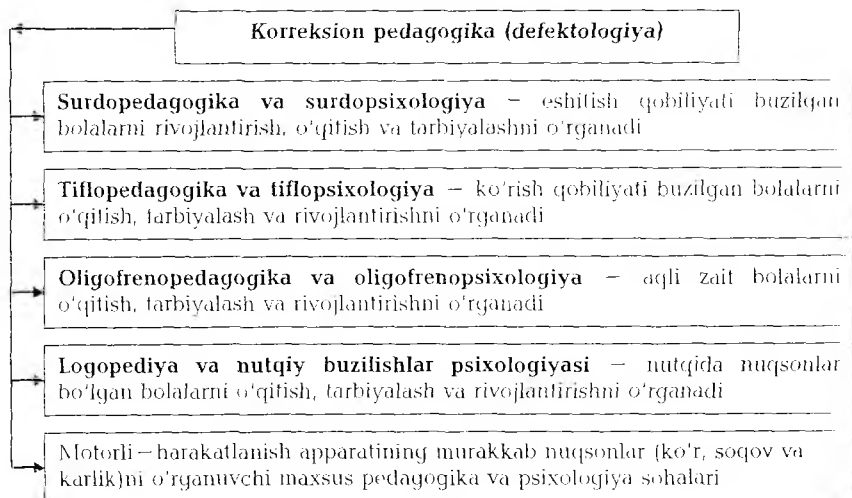 Korreksion pedagogika (defektologiya)
Surdopedagogika va surdopsixologiya – eshitish qobiliyati buzilgan
bolalarni rivojlantirish, o‘qitish va tarbiyalashni o‘rganadi
Tiflopedagogika va tiflopsixologiya – ko‘rish qobiliyati buzilgan bolalarni
o‘qitish, tarbiyalash va rivojlantirishni o‘rganadi
Oligofrenopedagogika va oligofrenopsixologiya – aqli zait bolalarni
o‘qitish, tarbiyalash va rivojlantirishni o‘rganadi
Logopediya va nutqiy buzilishlar psixologiyasi – nutqida nuqsonlar
bo‘lgan bolalarni o‘qitish, tarbiyalash va rivojlantirishni o‘rganadi
Motorli–harakatlanish apparatining murakkab nuqsonlar (ko‘r, soqov va
karlik)ni o‘rganuvchi maxsus pedagogika va psixologiya sohalari